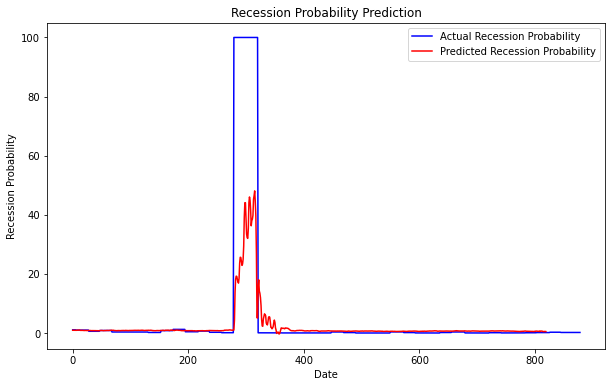 Recession Probability Prediction
Actual Recession Probability
Predicted Recession Probability
Recession Probability
100
80
60
40
20
0
0
200
400
600
800
Date